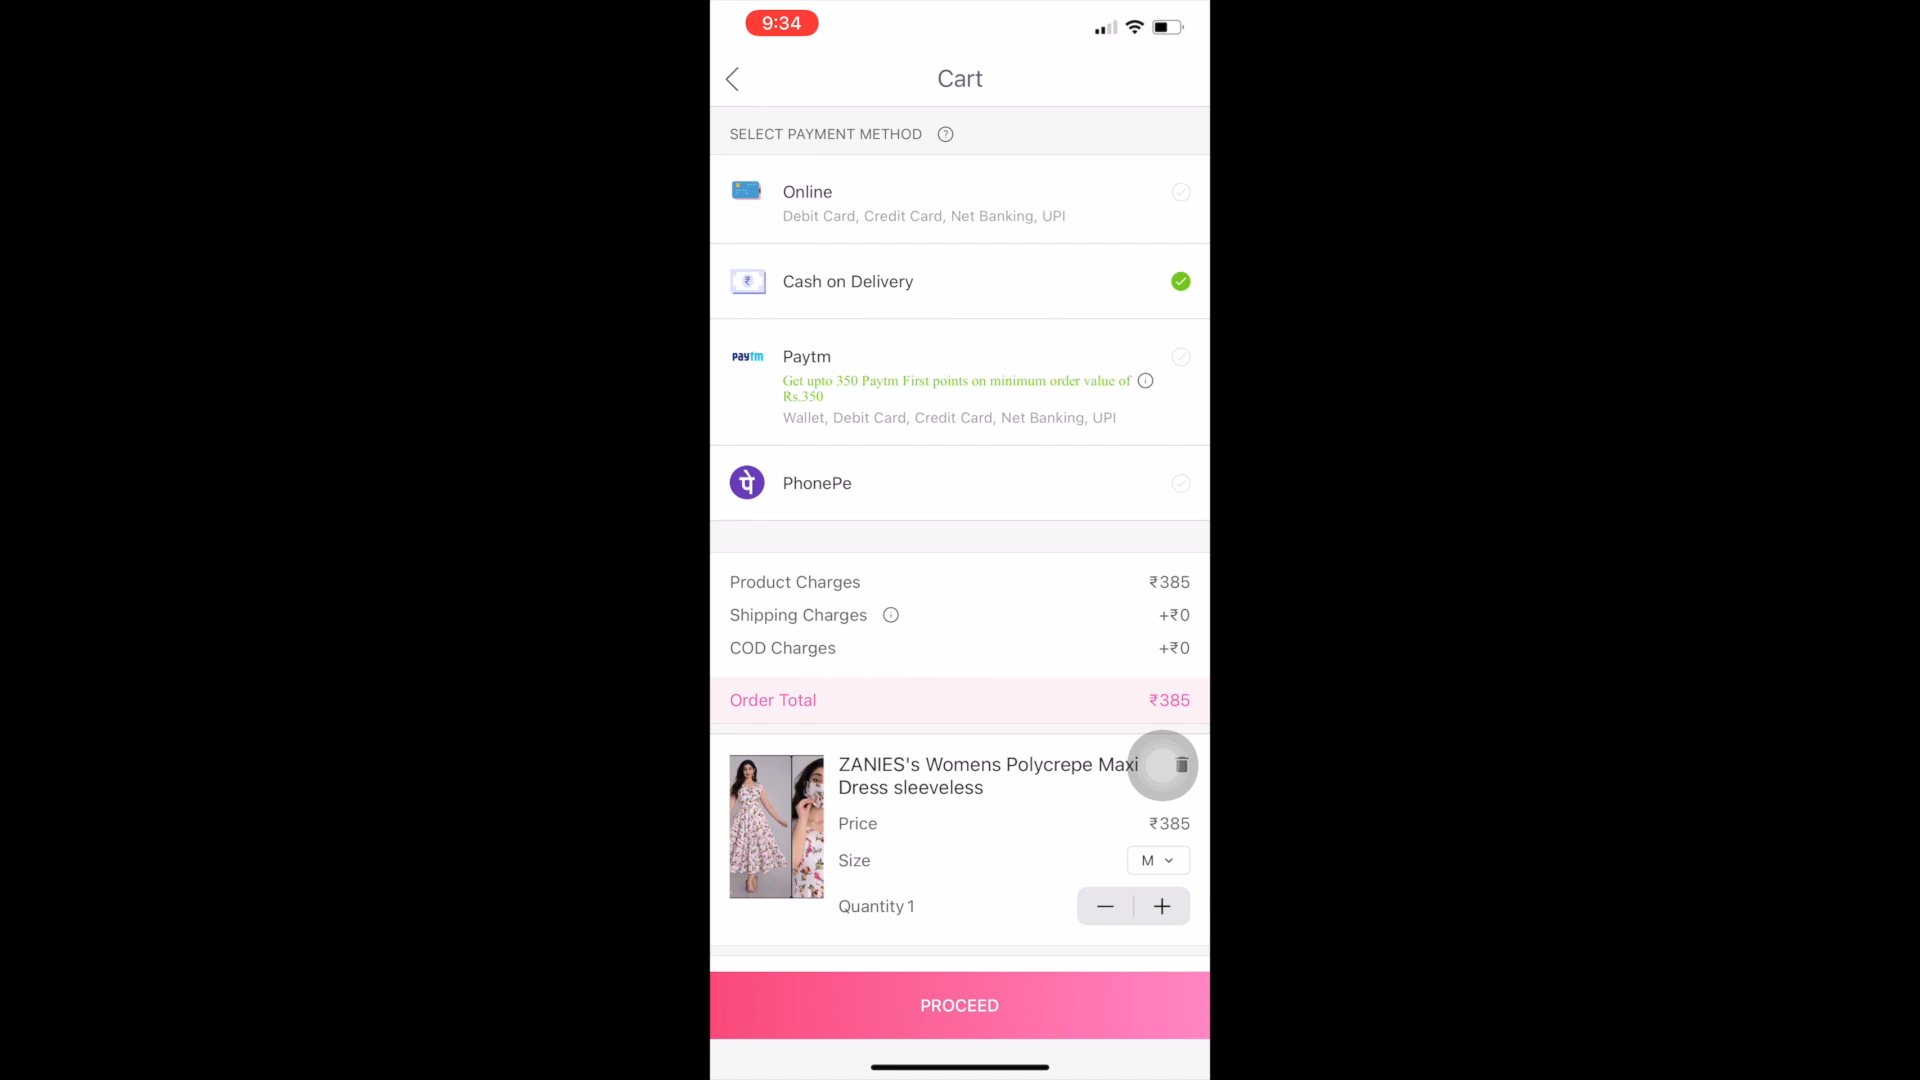 9:34
Cart
SELECT PAYMENT METHOD ?
Online
Debit Card, Credit Card, Net Banking, UPI
₹ Cash on Delivery
paytm Paytm
Get upto 350 Paytm First points on minimum order value of
Rs.350
Wallet, Debit Card, Credit Card, Net Banking, UPI
पे PhonePe
Product Charges ₹385
Shipping Charges +₹0
COD Charges +₹0
Order Total ₹385
ZANIES's Womens Polycrepe Maxi
Dress sleeveless
Price ₹385
Size M
Quantity 1 − +
PROCEED